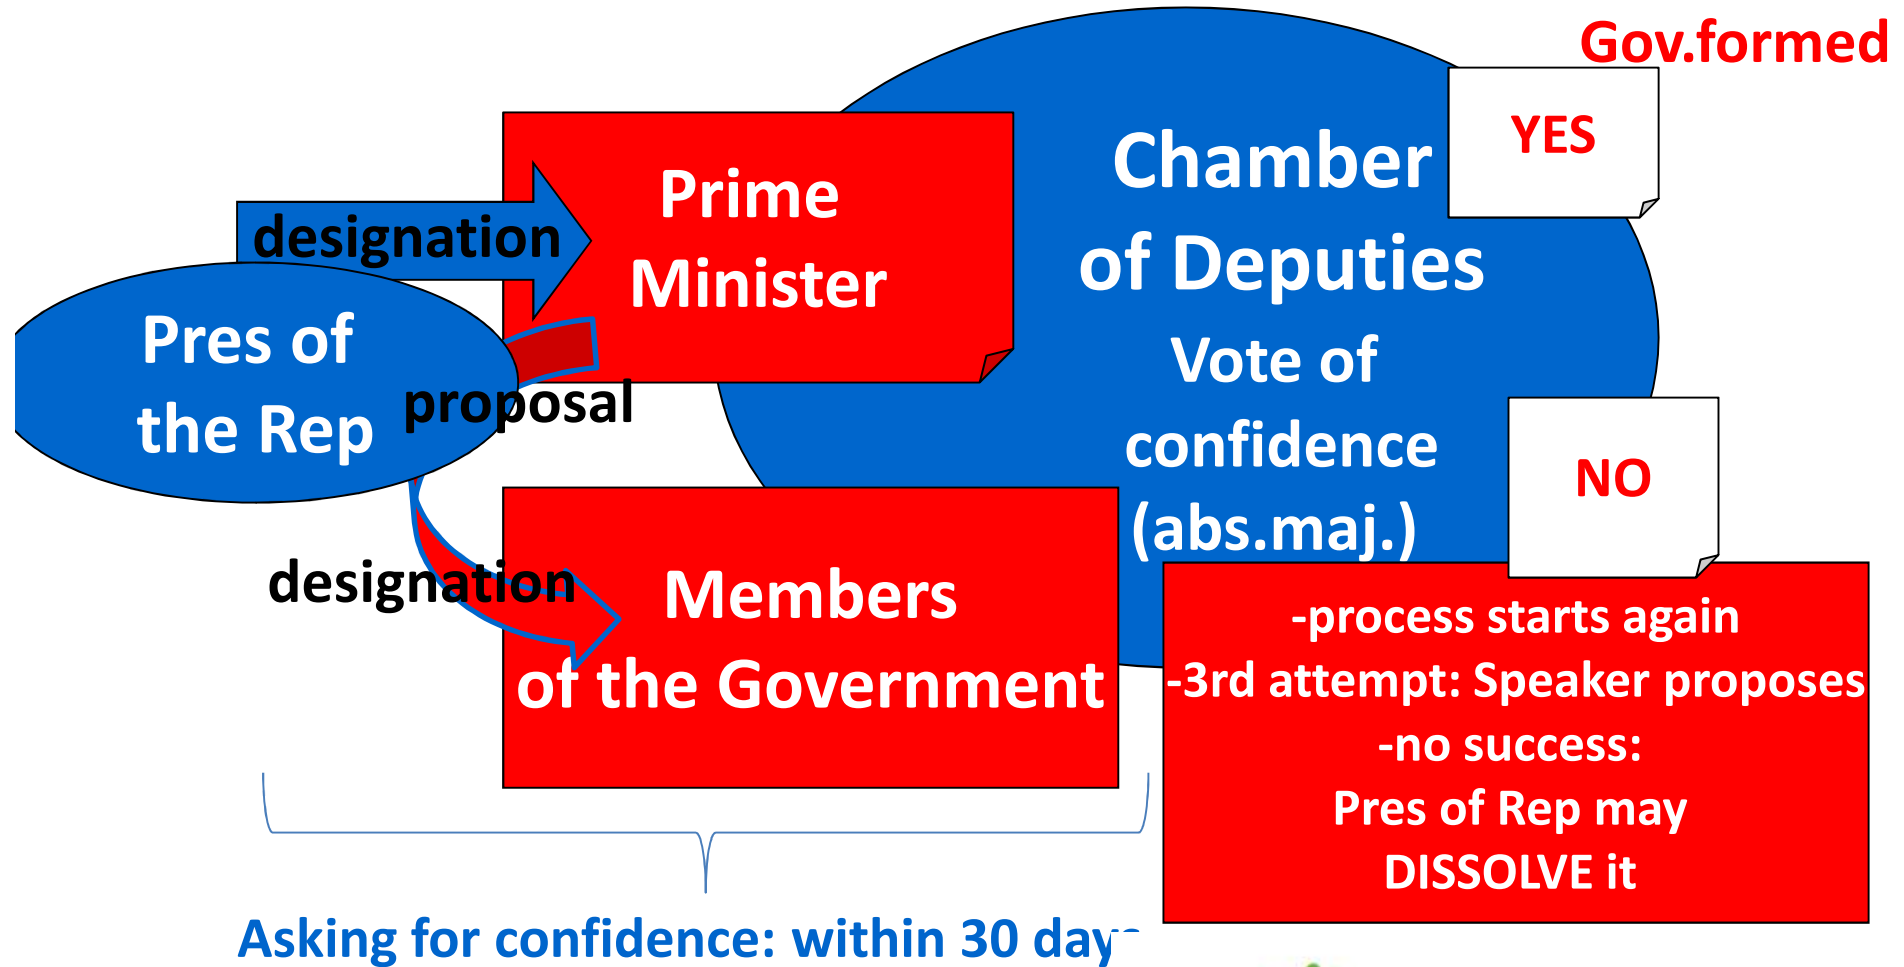 Gov.formed
YES
Chamber
of Deputies
Vote of
confidence
(abs.maj.)
Prime
Minister
designation
Pres of
the Rep
proposal
designation
Members
of the Government
NO
-process starts again
-3rd attempt: Speaker proposes
-no success:
Pres of Rep may
DISSOLVE it
Asking for confidence: within 30 days